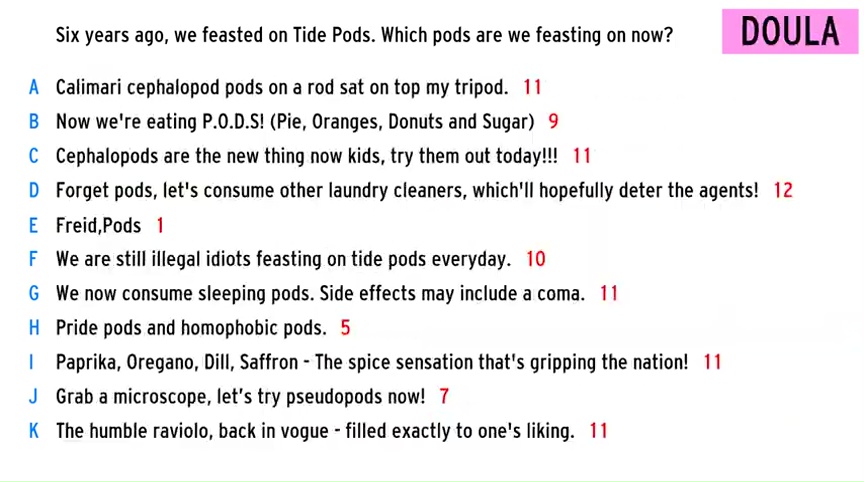 Six years ago, we feasted on Tide Pods. Which pods are we feasting on now?
DOULA
A Calimari cephalopod pods on a rod sat on top my tripod. 11
B Now we're eating P.O.D.S! (Pie, Oranges, Donuts and Sugar) 9
C Cephalopods are the new thing now kids, try them out today!!! 11
D Forget pods, let's consume other laundry cleaners, which'll hopefully deter the agents! 12
E Freid,Pods 1
F We are still illegal idiots feasting on tide pods everyday. 10
G We now consume sleeping pods. Side effects may include a coma. 11
H Pride pods and homophobic pods. 5
I Paprika, Oregano, Dill, Saffron - The spice sensation that's gripping the nation! 11
J Grab a microscope, let’s try pseudopods now! 7
K The humble raviolo, back in vogue - filled exactly to one's liking. 11